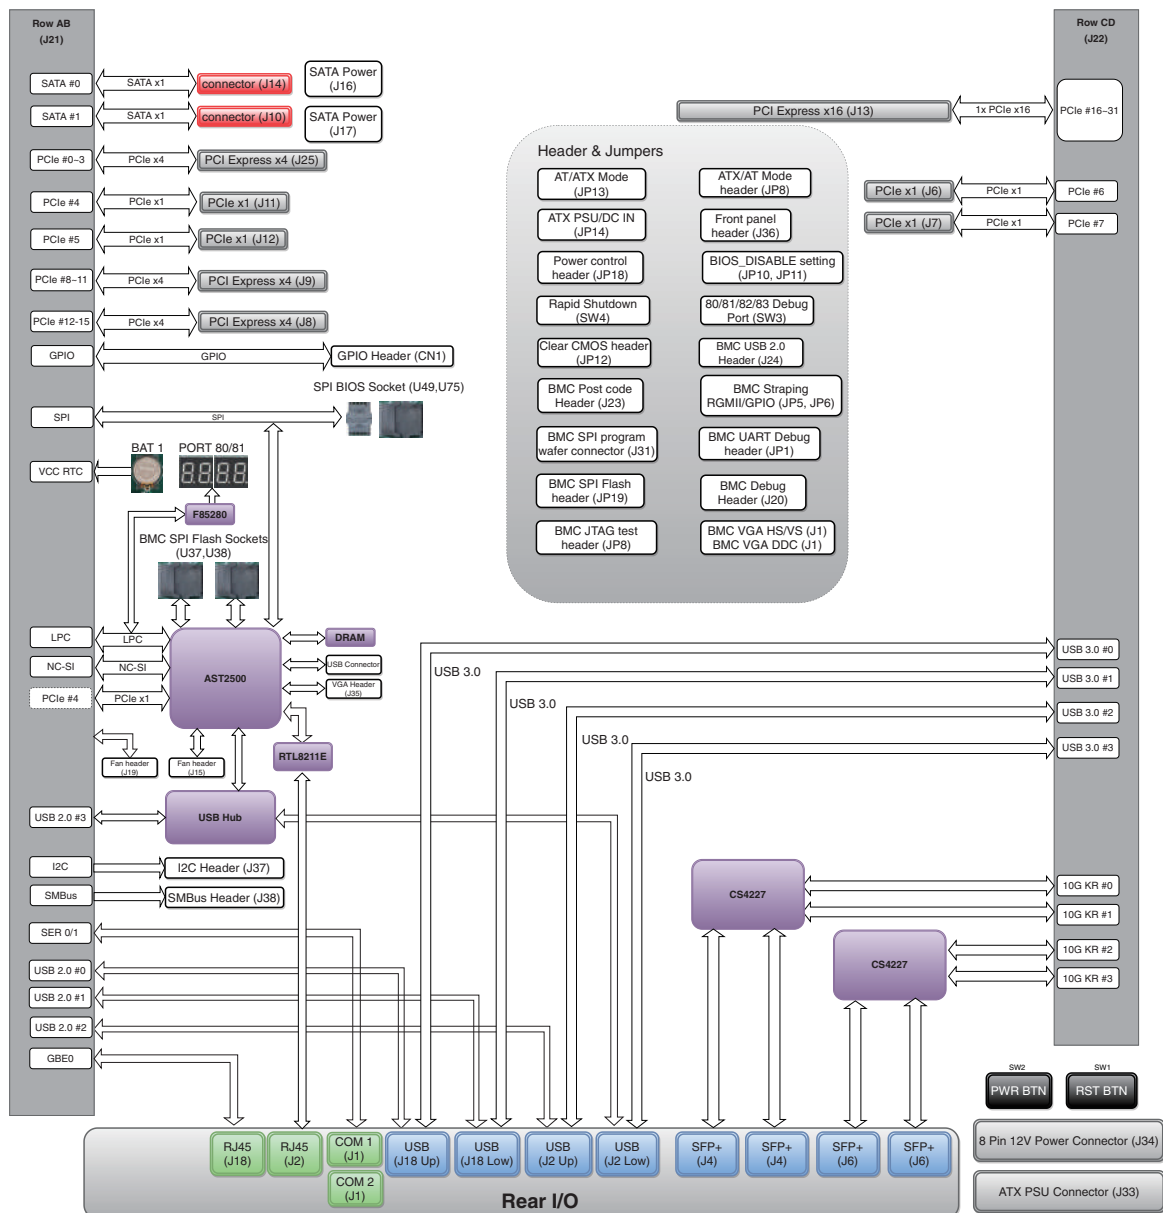 Row AB
(J21)
Row CD
(J22)
SATA #0
SATA x1
connector (J14)
SATA Power
(J16)
SATA #1
SATA x1
connector (J10)
SATA Power
(J17)
PCIe #0~3
PCIe x4
PCI Express x4 (J25)
PCIe #4
PCIe x1
PCIe x1 (J11)
PCIe #5
PCIe x1
PCIe x1 (J12)
PCIe #8~11
PCIe x4
PCI Express x4 (J9)
PCIe #12-15
PCIe x4
PCI Express x4 (J8)
GPIO
GPIO
GPIO Header (CN1)
SPI BIOS Socket (U49,U75)
SPI
SPI
BAT 1
PORT 80/81
VCC RTC
F85280
BMC SPI Flash Sockets
(U37,U38)
LPC
LPC
NC-SI
NC-SI
PCIe #4
PCIe x1
AST2500
DRAM
USB Connector
VGA Header
(J35)
Fan header
(J19)
Fan header
(J15)
RTL8211E
USB 2.0 #3
USB Hub
I2C
I2C Header (J37)
SMBus
SMBus Header (J38)
SER 0/1
USB 2.0 #0
USB 2.0 #1
USB 2.0 #2
GBE0
PCI Express x16 (J13)
1x PCIe x16
PCIe #16~31
PCIe x1 (J6)
PCIe x1
PCIe #6
PCIe x1 (J7)
PCIe x1
PCIe #7
Header & Jumpers
AT/ATX Mode
(JP13)
ATX/AT Mode
header (JP8)
ATX PSU/DC IN
(JP14)
Front panel
header (J36)
Power control
header (JP18)
BIOS_DISABLE setting
(JP10, JP11)
Rapid Shutdown
(SW4)
80/81/82/83 Debug
Port (SW3)
Clear CMOS header
(JP12)
BMC USB 2.0
Header (J24)
BMC Post code
Header (J23)
BMC Straping
RGMII/GPIO (JP5, JP6)
BMC SPI program
wafer connector (J31)
BMC UART Debug
header (JP1)
BMC SPI Flash
header (JP19)
BMC Debug
Header (J20)
BMC JTAG test
header (JP8)
BMC VGA HS/VS (J1)
BMC VGA DDC (J1)
USB 3.0
USB 3.0 #0
USB 3.0
USB 3.0 #1
USB 3.0
USB 3.0 #2
USB 3.0
USB 3.0 #3
CS4227
10G KR #0
10G KR #1
CS4227
10G KR #2
10G KR #3
SW2
PWR BTN
SW1
RST BTN
8 Pin 12V Power Connector (J34)
ATX PSU Connector (J33)
RJ45
(J18)
RJ45
(J2)
COM 1
(J1)
COM 2
(J1)
USB
(J18 Up)
USB
(J18 Low)
USB
(J2 Up)
USB
(J2 Low)
SFP+
(J4)
SFP+
(J4)
SFP+
(J6)
SFP+
(J6)
Rear I/O